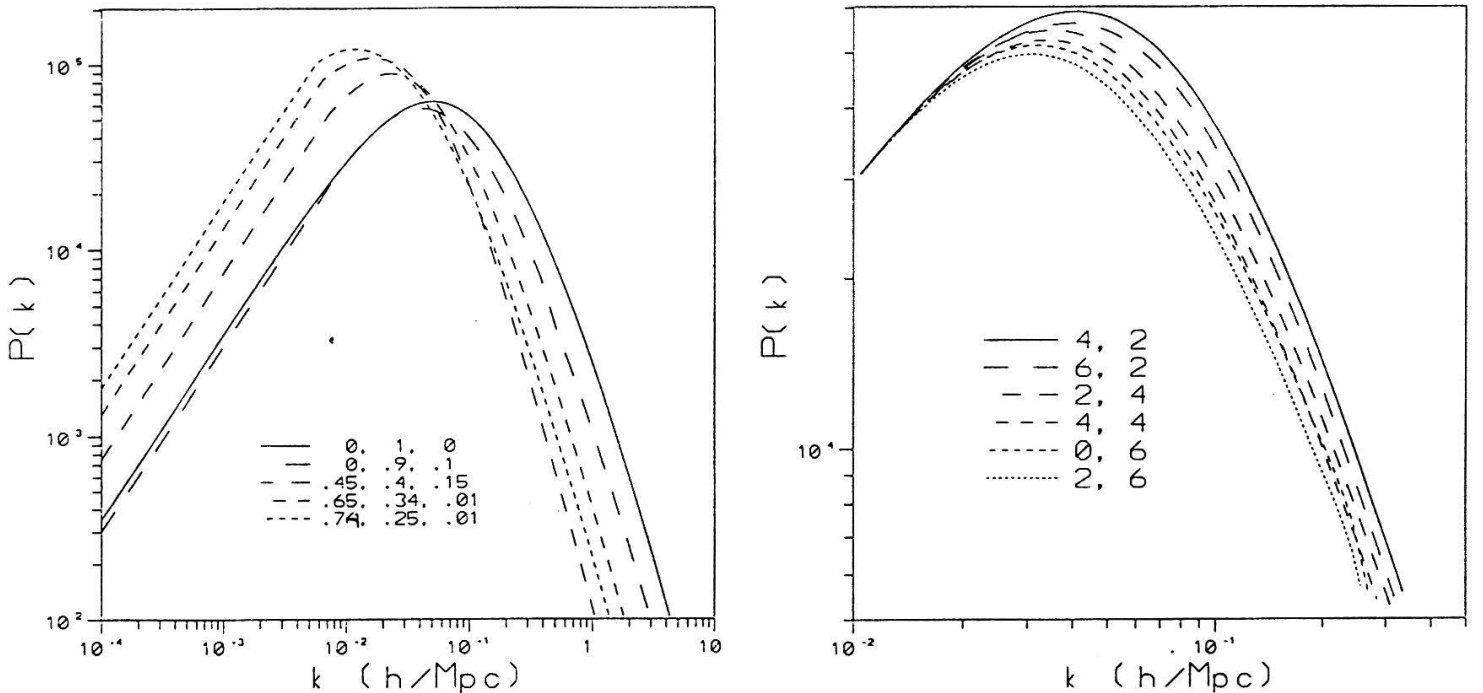 10⁵
10⁴
10³
10²
P(k)
0, 1, 0
0, .9, .1
.45, .4, .15
.65, .34, .01
.74, .25, .01
10⁻⁴
10⁻³
10⁻²
10⁻¹
1
10
k (h/Mpc)
P(k)
10⁴
4, 2
6, 2
2, 4
4, 4
0, 6
2, 6
10⁻²
10⁻¹
k (h/Mpc)